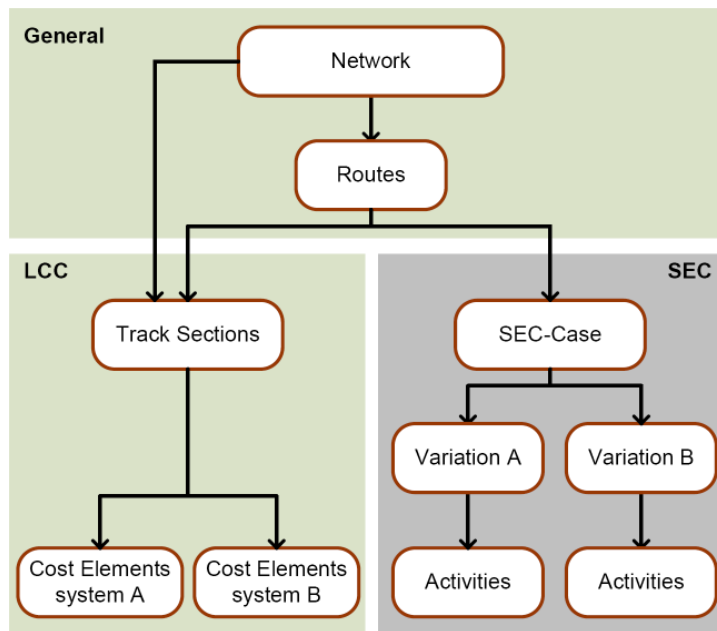 General
Network
Routes
LCC
SEC
Track Sections
SEC-Case
Variation A
Variation B
Cost Elements
system A
Cost Elements
system B
Activities
Activities